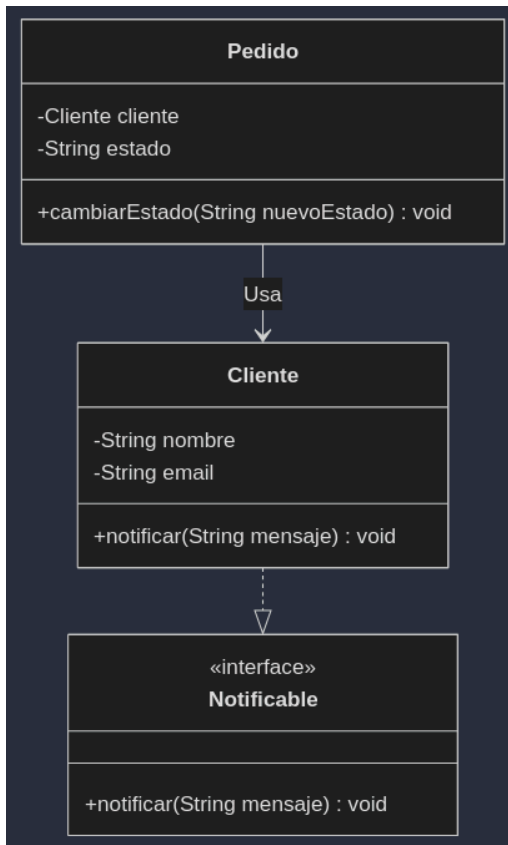 Pedido
-Cliente cliente
-String estado
+cambiarEstado(String nuevoEstado) : void
Usa
Cliente
-String nombre
-String email
+notificar(String mensaje) : void
«interface»
Notificable
+notificar(String mensaje) : void